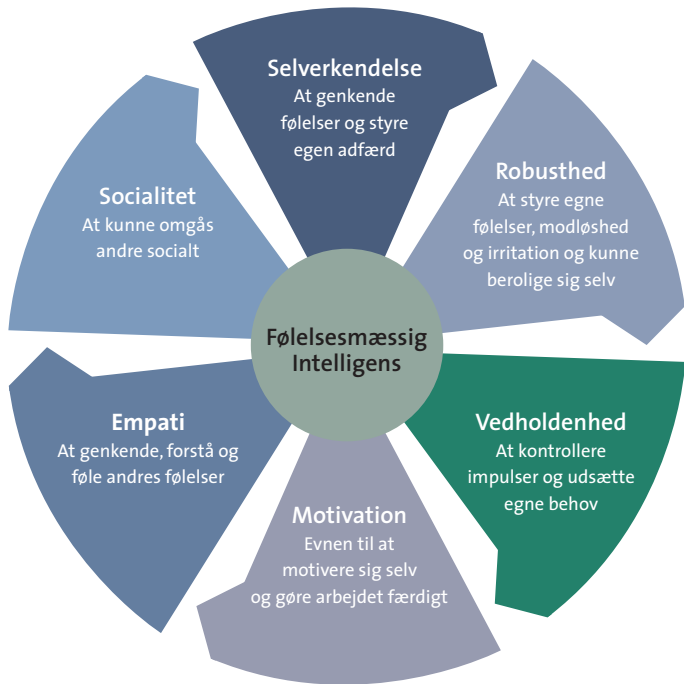 Selverkendelse
At genkende
følelser og styre
egen adfærd
Robusthed
At styre egne
følelser, modløshed
og irritation og kunne
berolige sig selv
Vedholdenhed
At kontrollere
impulser og udsætte
egne behov
Motivation
Evnen til at
motivere sig selv
og gøre arbejdet færdigt
Empati
At genkende, forstå og
føle andres følelser
Socialitet
At kunne omgås
andre socialt
Følelsesmæssig
Intelligens